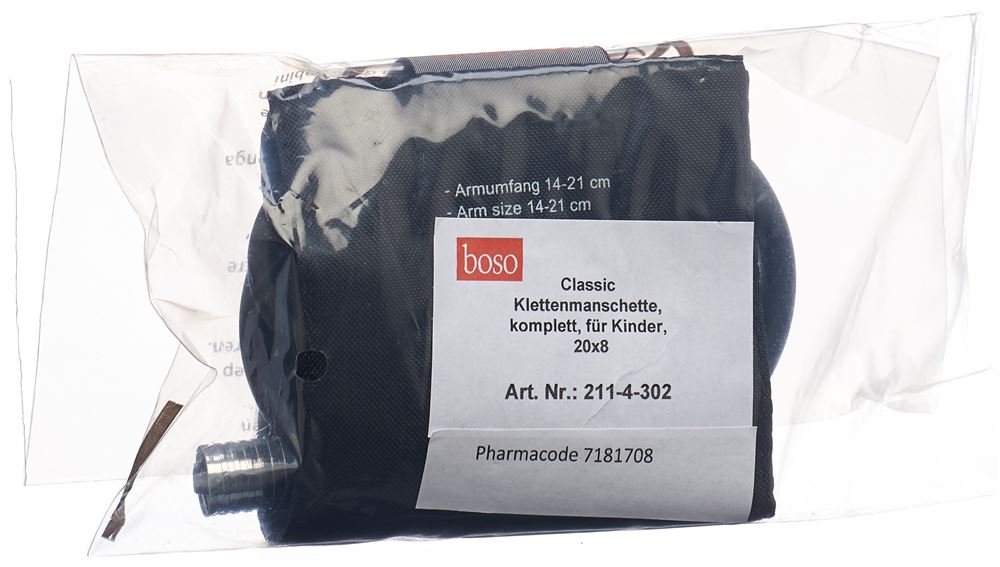 - Armumfang 14-21 cm
- Arm size 14-21 cm
boso
Classic
Klettenmanschette,
komplett, für Kinder,
20x8
Art. Nr.: 211-4-302
Pharmacode 7181708